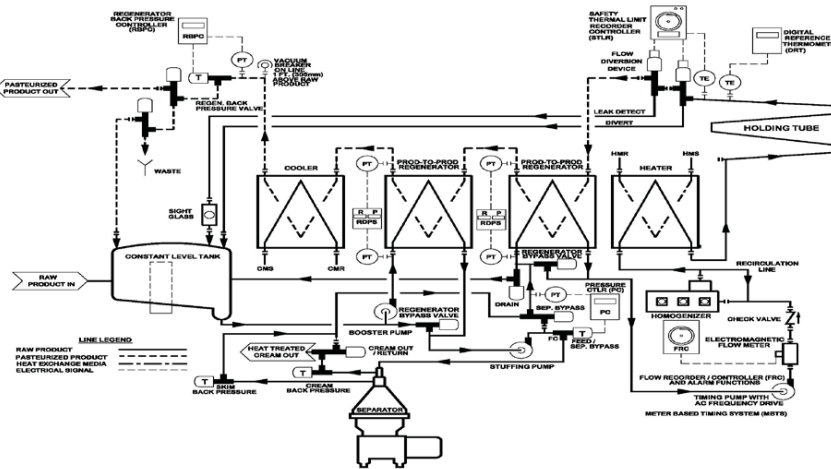 REGENERATOR
BACK PRESSURE
CONTROLLER
(RBPC)
RBPC
PT
VACUUM
BREAKER
ON LINE
1 FT. (305mm)
ABOVE RAW
PRODUCT
T
PASTEURIZED
PRODUCT OUT
REGEN. BACK
PRESSURE VALVE
WASTE
SAFETY
THERMAL LIMIT
RECORDER
CONTROLLER
(STLR)
FLOW
DIVERSION
DEVICE
TE
TE
DIGITAL
REFERENCE
THERMOMETER
(DRT)
LEAK DETECT
DIVERT
HOLDING TUBE
COOLER
PT
PROD-TO-PROD
REGENERATOR
PT
PROD-TO-PROD
REGENERATOR
HMR
HMS
HEATER
R P
RDPS
R P
RDPS
SIGHT
GLASS
CONSTANT LEVEL TANK
CMS
CMR
PT
PT
REGENERATOR
BYPASS VALVE
RECIRCULATION
LINE
RAW
PRODUCT IN
DRAIN
PT
PRESSURE
CTLR (PC)
PC
SEP. BYPASS
HOMOGENIZER
CHECK VALVE
REGENERATOR
BYPASS VALVE
BOOSTER PUMP
FC
T
FEED /
SEP. BYPASS
FRC
ELECTROMAGNETIC
FLOW METER
LINE LEGEND
RAW PRODUCT
PASTEURIZED PRODUCT
HEAT EXCHANGE MEDIA
ELECTRICAL SIGNAL
HEAT TREATED
CREAM OUT
CREAM OUT
/ RETURN
STUFFING PUMP
T
T
SKIM
BACK PRESSURE
CREAM
BACK PRESSURE
SEPARATOR
FLOW RECORDER / CONTROLLER (FRC)
AND ALARM FUNCTIONS
TIMING PUMP WITH
AC FREQUENCY DRIVE
METER BASED TIMING SYSTEM (MBTS)